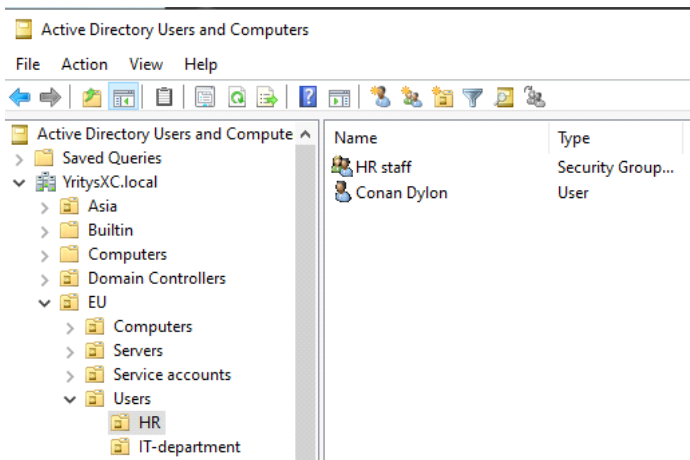 Active Directory Users and Computers
File Action View Help
Active Directory Users and Compute
Saved Queries
YritysXC.local
Asia
Builtin
Computers
Domain Controllers
EU
Computers
Servers
Service accounts
Users
HR
IT-department
Name Type
HR staff Security Group...
Conan Dylon User